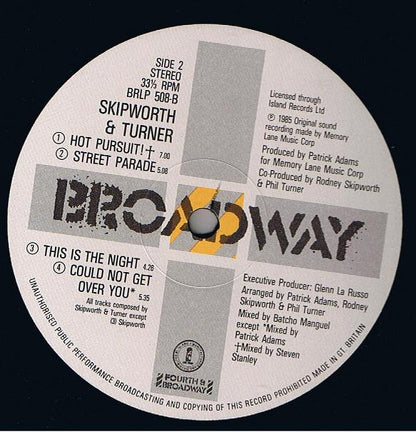 SIDE 2
STEREO
33⅓ RPM
BRLP 508-B
SKIPWORTH
& TURNER
① HOT PURSUIT!† 7.00
② STREET PARADE 5.08
Licensed through
Island Records Ltd
℗ 1985 Original sound
recording made by Memory
Lane Music Corp
Produced by Patrick Adams
for Memory Lane Music Corp
Co-Produced by Rodney Skipworth
& Phil Turner
BROADWAY
③ THIS IS THE NIGHT 4.28
④ COULD NOT GET
OVER YOU* 5.35
All tracks composed by
Skipworth & Turner except
(3) Skipworth
Executive Producer: Glenn La Russo
Arranged by Patrick Adams, Rodney
Skipworth & Phil Turner
Mixed by Batcho Manguel
except *Mixed by
Patrick Adams
†Mixed by Steven
Stanley
FOURTH &
BROADWAY
UNAUTHORISED PUBLIC PERFORMANCE BROADCASTING AND COPYING OF THIS RECORD PROHIBITED MADE IN GT BRITAIN